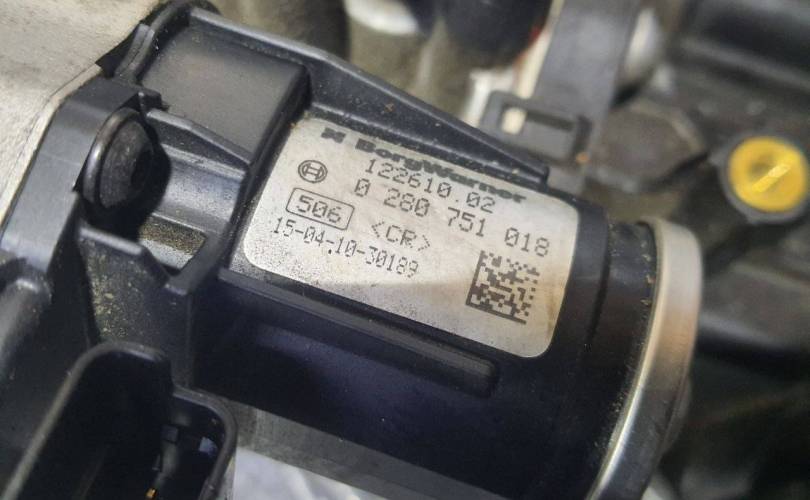 BorgWarner
122610.02
0 280 751 018
506 <CR>
15-04.10-30189